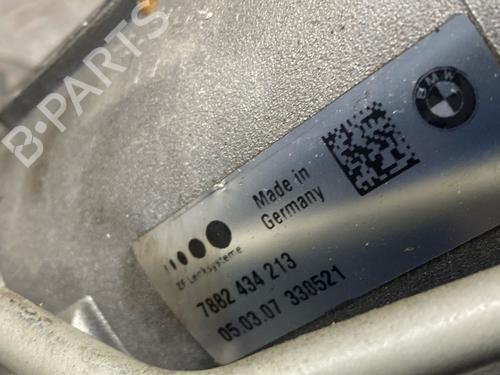 B-PARTS
BMW
Made in
Germany
ZF Lenksysteme
7882 434 213
05.03.07 330521